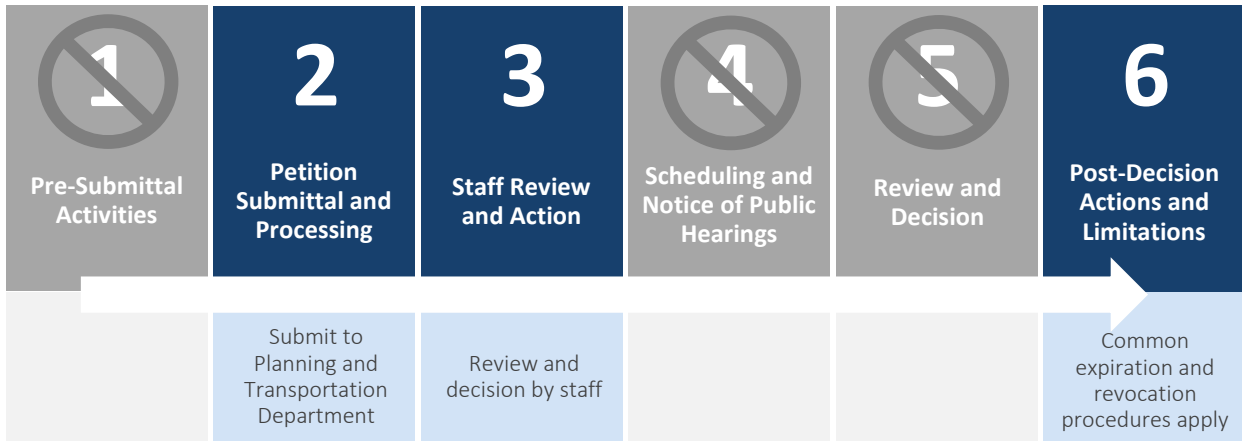 1
Pre-Submittal
Activities
2
Petition
Submittal and
Processing
3
Staff Review
and Action
4
Scheduling and
Notice of Public
Hearings
5
Review and
Decision
6
Post-Decision
Actions and
Limitations
Submit to
Planning and
Transportation
Department
Review and
decision by staff
Common
expiration and
revocation
procedures apply